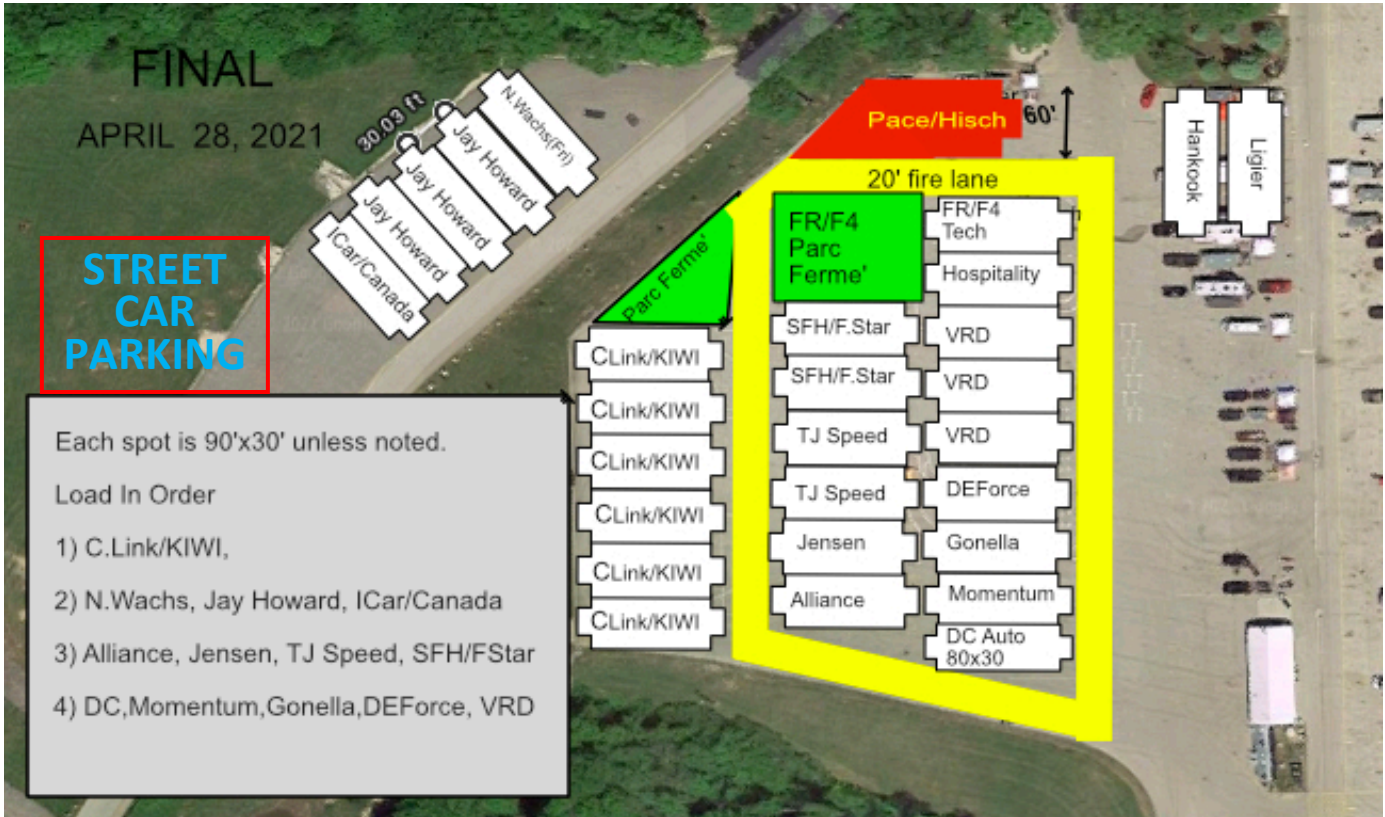 FINAL
APRIL 28, 2021
30.03 ft
N.Wachs(Fri)
Jay Howard
Jay Howard
Jay Howard
ICar/Canada
STREET
CAR
PARKING
Pace/Hisch
60'
20' fire lane
Hankook
Ligier
Parc Ferme'
FR/F4
Parc
Ferme'
FR/F4
Tech
Hospitality
SFH/F.Star
VRD
SFH/F.Star
VRD
TJ Speed
VRD
TJ Speed
DEForce
Jensen
Gonella
Alliance
Momentum
DC Auto
80x30
CLink/KIWI
CLink/KIWI
CLink/KIWI
CLink/KIWI
CLink/KIWI
CLink/KIWI
Each spot is 90'x30' unless noted.
Load In Order
1) C.Link/KIWI,
2) N.Wachs, Jay Howard, ICar/Canada
3) Alliance, Jensen, TJ Speed, SFH/FStar
4) DC,Momentum,Gonella,DEForce, VRD